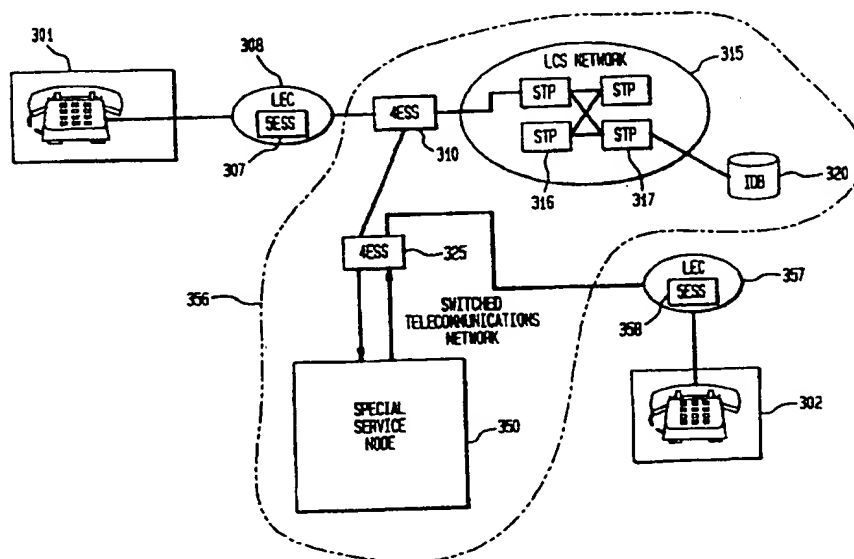 301
308
LEC
5ESS
307
4ESS
310
LCS NETWORK
315
STP
STP
STP
STP
316
317
IDB
320
4ESS
325
356
SWITCHED
TELECOMMUNICATIONS
NETWORK
LEC
5ESS
357
358
SPECIAL
SERVICE
NODE
350
302